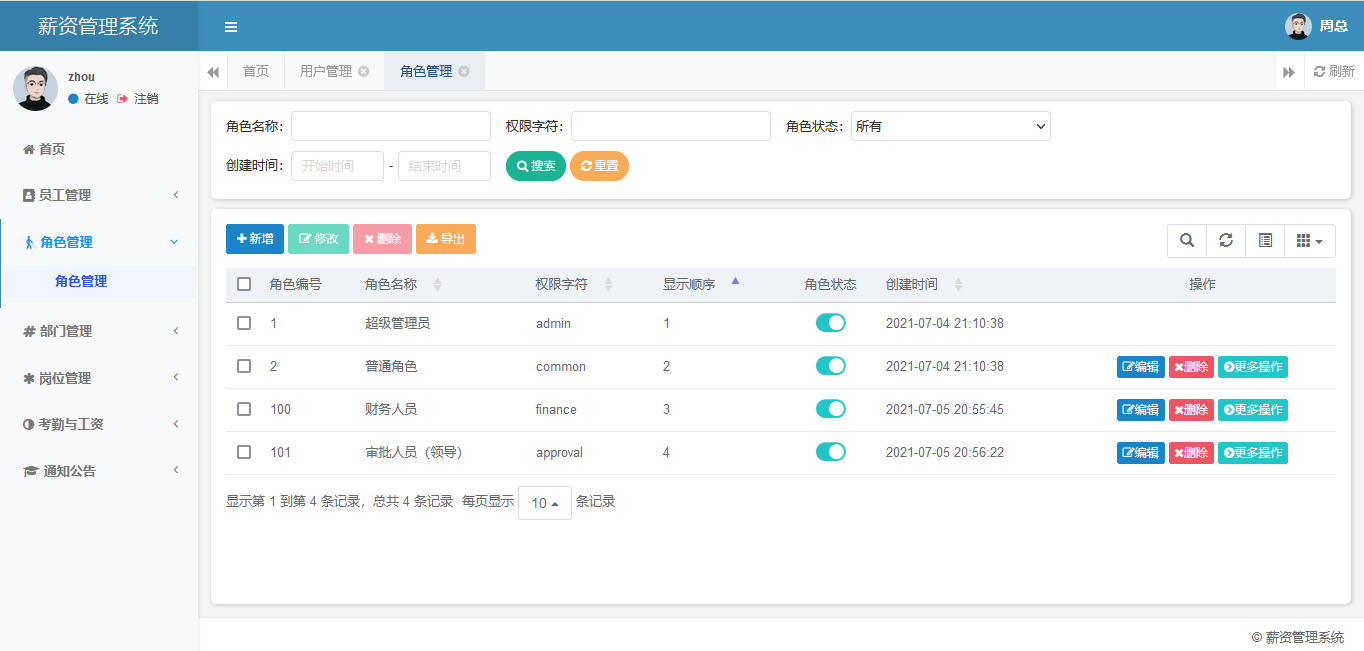 薪资管理系统
周总
zhou
在线 注销
首页 用户管理 角色管理 刷新
首页
员工管理
角色管理
角色管理
部门管理
岗位管理
考勤与工资
通知公告
角色名称： 权限字符： 角色状态： 所有
创建时间： 开始时间 - 结束时间 搜索 重置
新增 修改 删除 导出
角色编号 角色名称 权限字符 显示顺序 角色状态 创建时间 操作
1 超级管理员 admin 1 2021-07-04 21:10:38
2 普通角色 common 2 2021-07-04 21:10:38 编辑 删除 更多操作
100 财务人员 finance 3 2021-07-05 20:55:45 编辑 删除 更多操作
101 审批人员（领导） approval 4 2021-07-05 20:56:22 编辑 删除 更多操作
显示第 1 到第 4 条记录，总共 4 条记录 每页显示 10 条记录
© 薪资管理系统